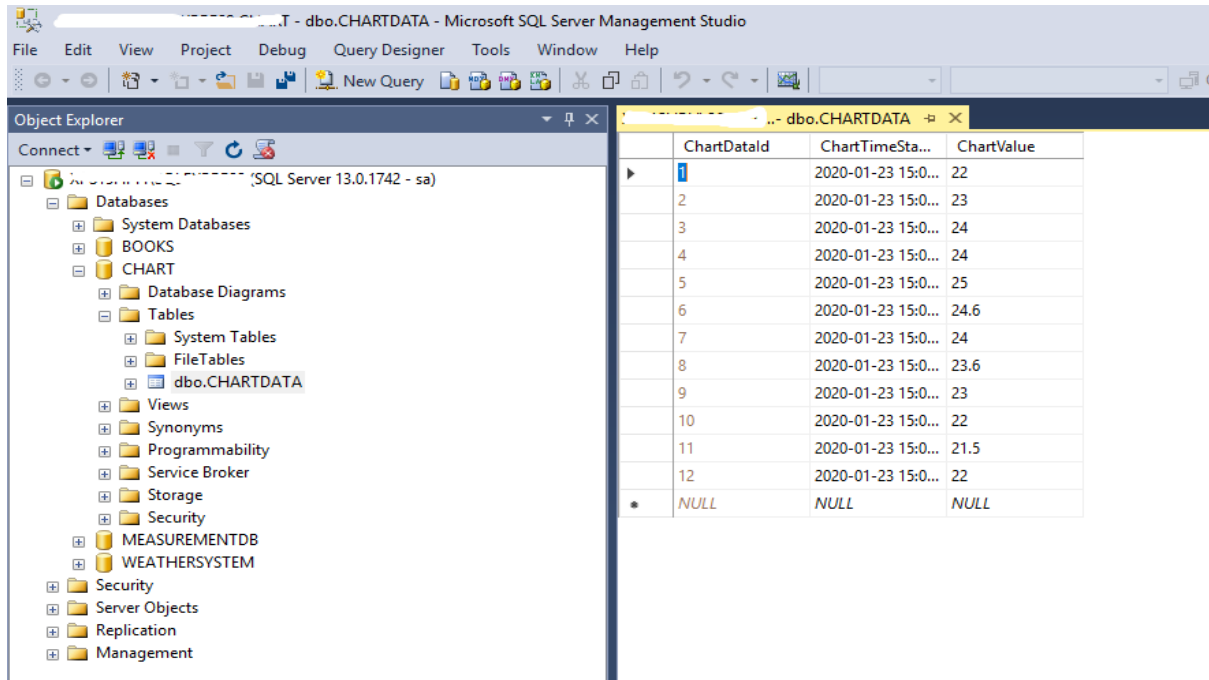 - dbo.CHARTDATA - Microsoft SQL Server Management Studio
File Edit View Project Debug Query Designer Tools Window Help
New Query
Object Explorer
..- dbo.CHARTDATA
Connect
(SQL Server 13.0.1742 - sa)
Databases
System Databases
BOOKS
CHART
Database Diagrams
Tables
System Tables
FileTables
dbo.CHARTDATA
Views
Synonyms
Programmability
Service Broker
Storage
Security
MEASUREMENTDB
WEATHERSYSTEM
Security
Server Objects
Replication
Management
ChartDataId ChartTimeSta... ChartValue
1 2020-01-23 15:0... 22
2 2020-01-23 15:0... 23
3 2020-01-23 15:0... 24
4 2020-01-23 15:0... 24
5 2020-01-23 15:0... 25
6 2020-01-23 15:0... 24.6
7 2020-01-23 15:0... 24
8 2020-01-23 15:0... 23.6
9 2020-01-23 15:0... 23
10 2020-01-23 15:0... 22
11 2020-01-23 15:0... 21.5
12 2020-01-23 15:0... 22
NULL NULL NULL